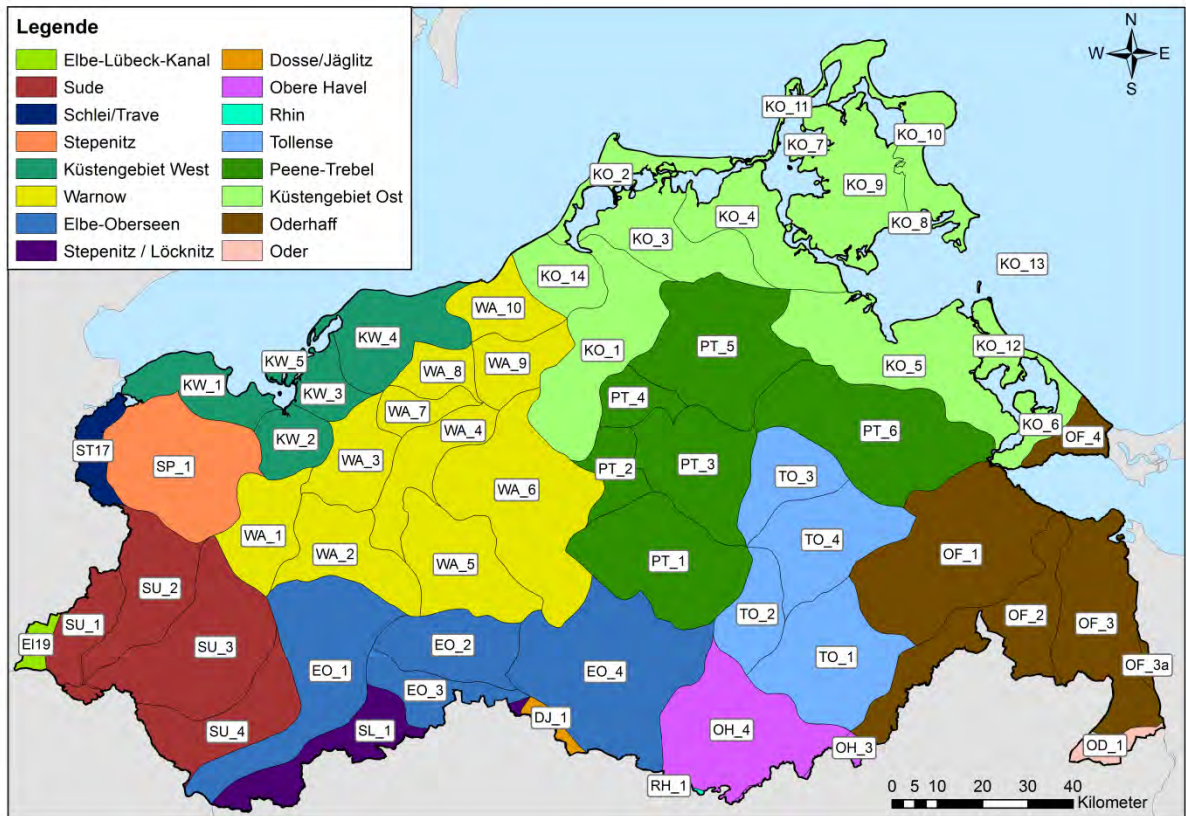 Legende
Elbe-Lübeck-Kanal
Sude
Schlei/Trave
Stepenitz
Küstengebiet West
Warnow
Elbe-Oberseen
Stepenitz / Löcknitz
Dosse/Jäglitz
Obere Havel
Rhin
Tollense
Peene-Trebel
Küstengebiet Ost
Oderhaff
Oder
N
W E
S
KO_11
KO_10
KO_7
KO_2
KO_9
KO_4
KO_8
KO_3
KO_13
KO_14
WA_10
KW_4
KO_1
PT_5
KO_12
KW_5
WA_9
KO_5
WA_8
KW_1
KW_3
PT_4
WA_7
KO_6
WA_4
PT_6
KW_2
OF_4
ST17
WA_3
SP_1
PT_2
PT_3
TO_3
WA_6
WA_1
TO_4
WA_2
OF_1
WA_5
PT_1
SU_2
TO_2
OF_2
SU_1
OF_3
EI19
SU_3
EO_2
TO_1
EO_1
EO_4
OF_3a
EO_3
DJ_1
SU_4
SL_1
OH_4
OH_3
OD_1
RH_1
0 5 10 20 30 40
Kilometer